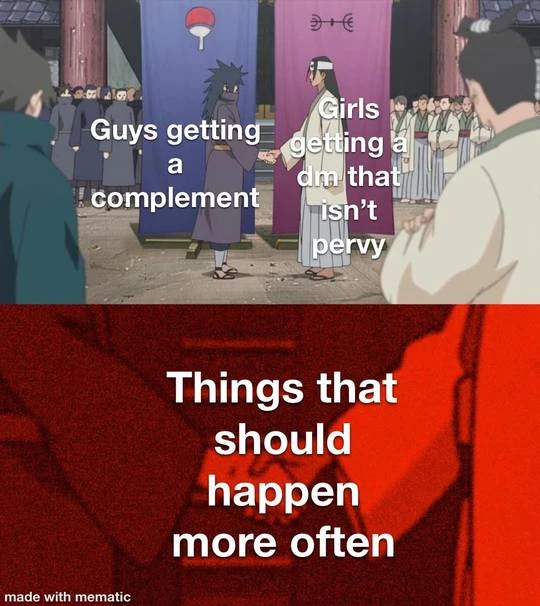 Guys getting
a
complement
Girls
getting a
dm that
isn't
pervy
Things that
should
happen
more often
made with mematic